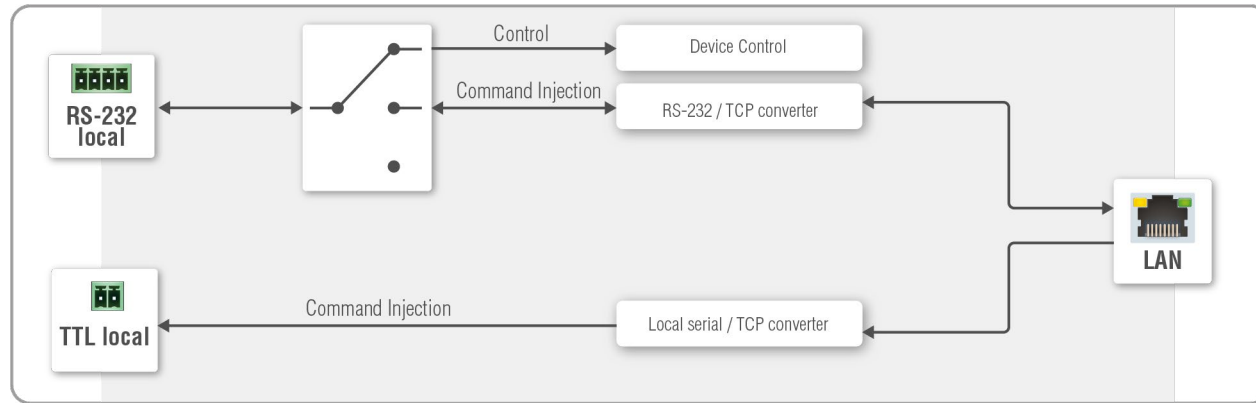 Control
Device Control
Command Injection
RS-232 / TCP converter
RS-232
local
LAN
Command Injection
Local serial / TCP converter
TTL local